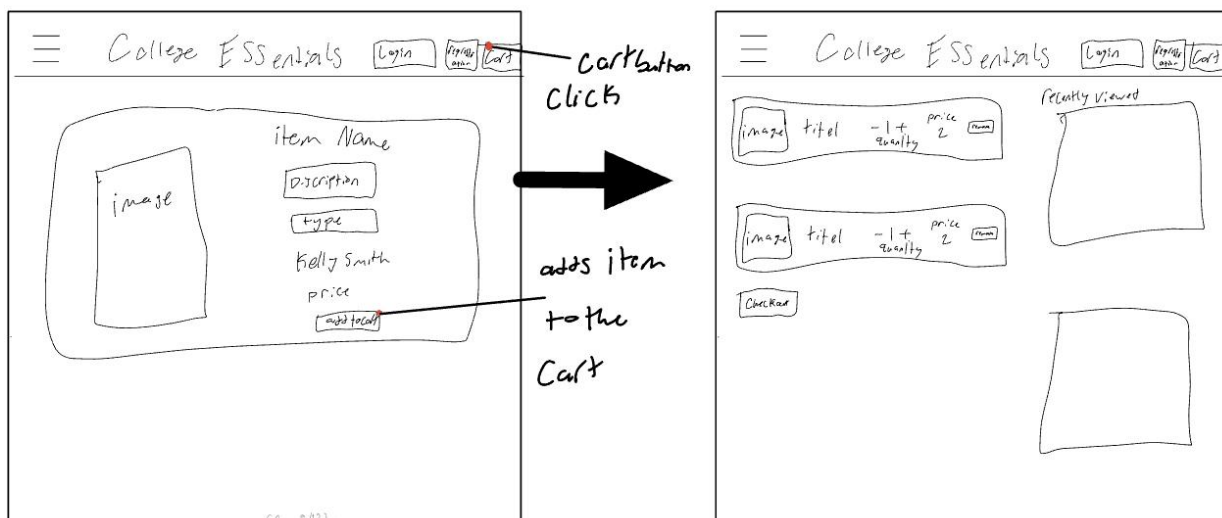 College ESSentials Login Cart
item Name
image
Discription
type
Kelly Smith
price
add to cart
cart button
click
adds item
to the
Cart
College ESSentials Login Cart
image titel -1+ price
quanity 2
image titel -1+ price
quanity 2
Checkout
recently viewed